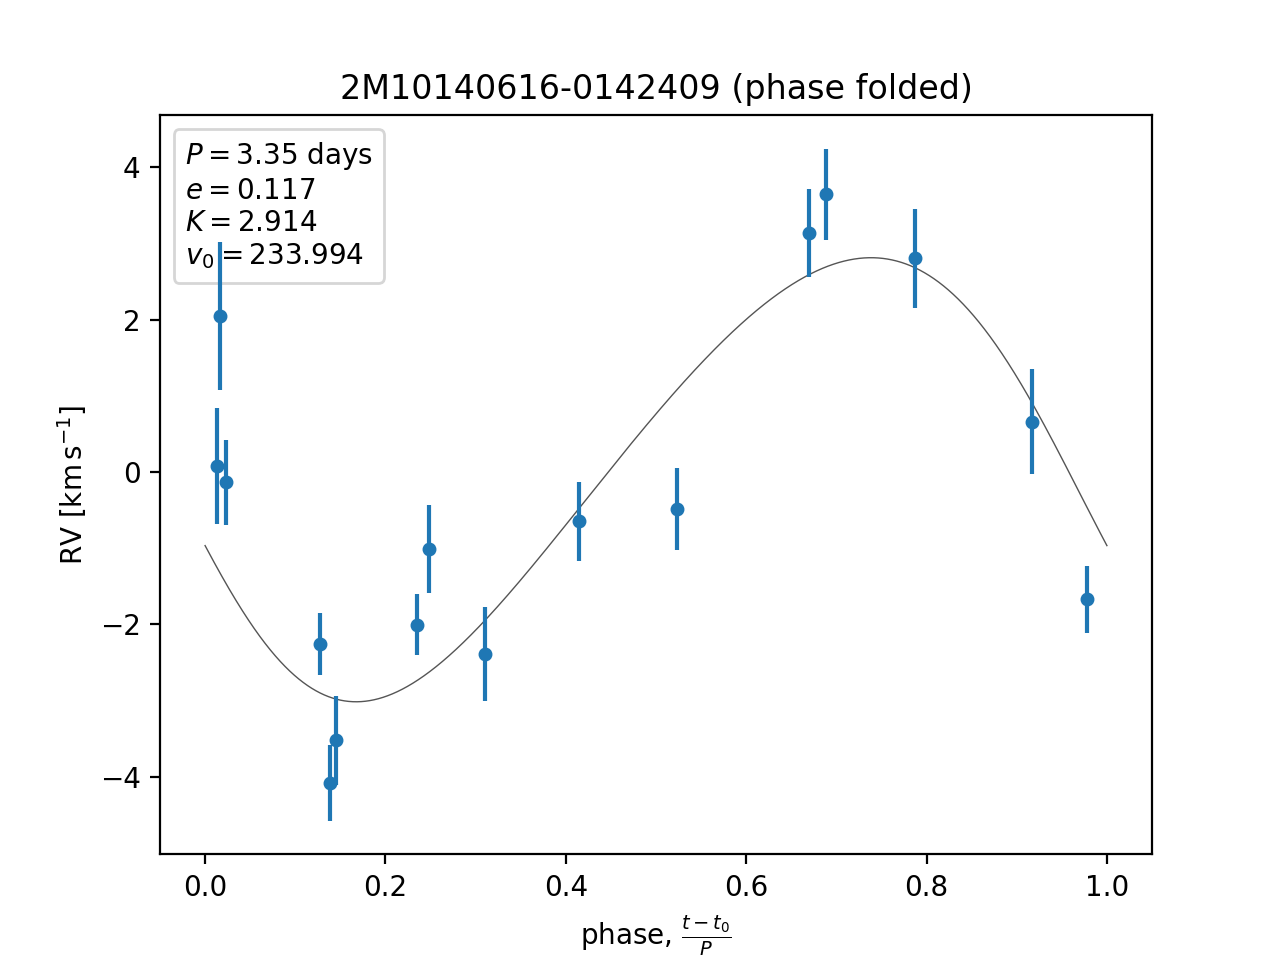 2M10140616-0142409 (phase folded)
P = 3.35 days
e = 0.117
K = 2.914
v₀ = 233.994
4
2
0
−2
−4
RV [km s⁻¹]
0.0 0.2 0.4 0.6 0.8 1.0
phase, (t − t₀)/P